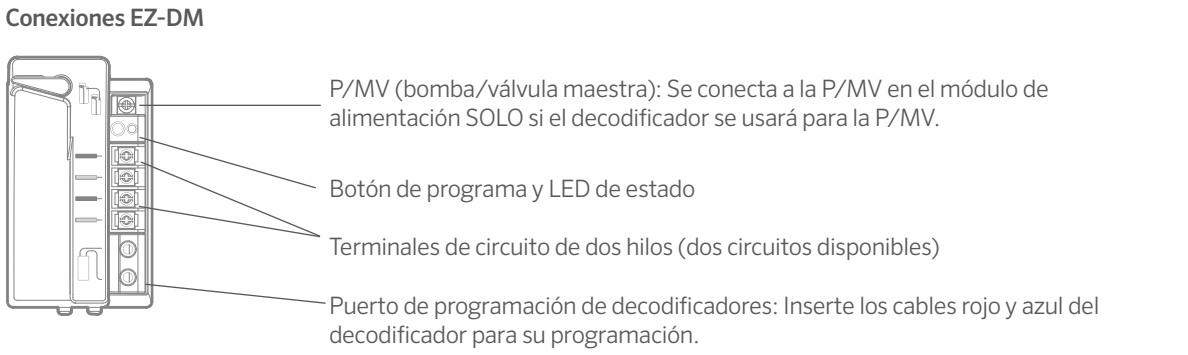 Conexiones EZ-DM
P/MV (bomba/válvula maestra): Se conecta a la P/MV en el módulo de
alimentación SOLO si el decodificador se usará para la P/MV.
Botón de programa y LED de estado
Terminales de circuito de dos hilos (dos circuitos disponibles)
Puerto de programación de decodificadores: Inserte los cables rojo y azul del
decodificador para su programación.